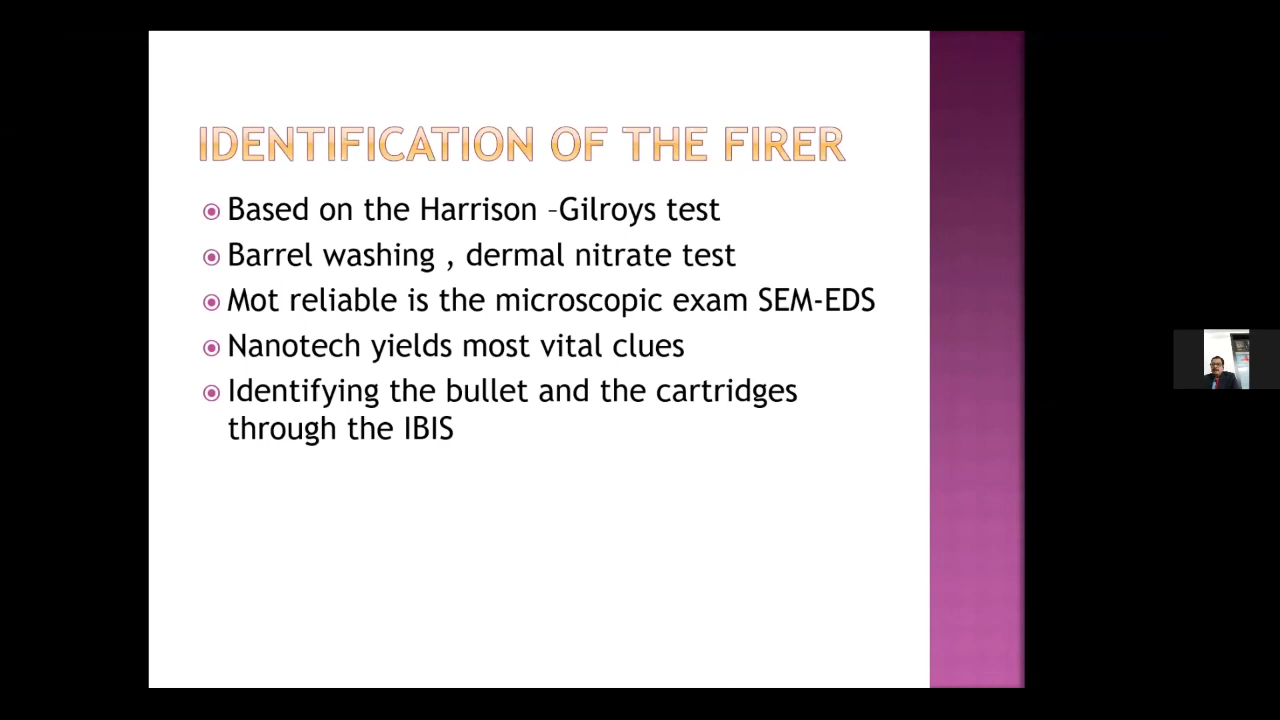 IDENTIFICATION OF THE FIRER
Based on the Harrison –Gilroys test
Barrel washing , dermal nitrate test
Mot reliable is the microscopic exam SEM-EDS
Nanotech yields most vital clues
Identifying the bullet and the cartridges
through the IBIS